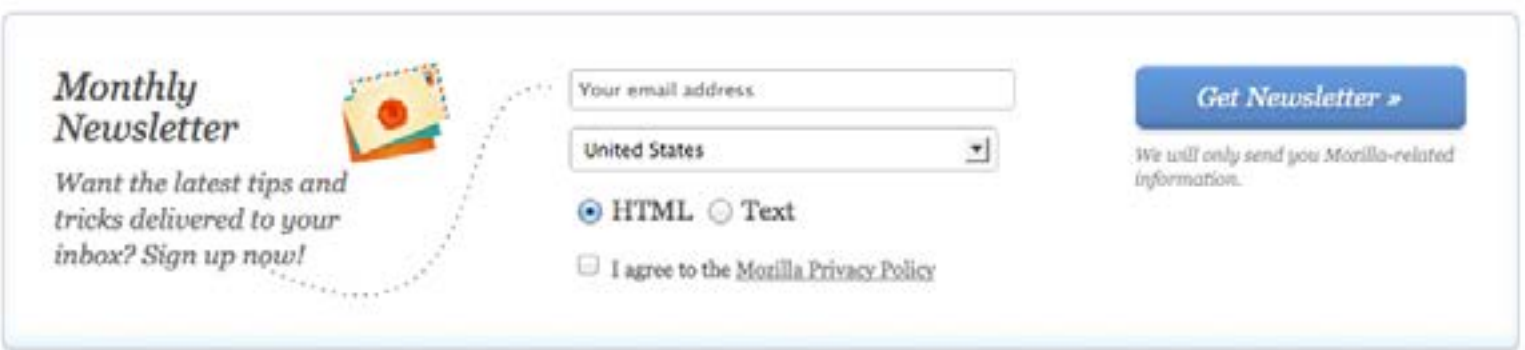 Monthly
Newsletter
Want the latest tips and
tricks delivered to your
inbox? Sign up now!
Your email address
United States
HTML Text
I agree to the Mozilla Privacy Policy
Get Newsletter »
We will only send you Mozilla-related
information.